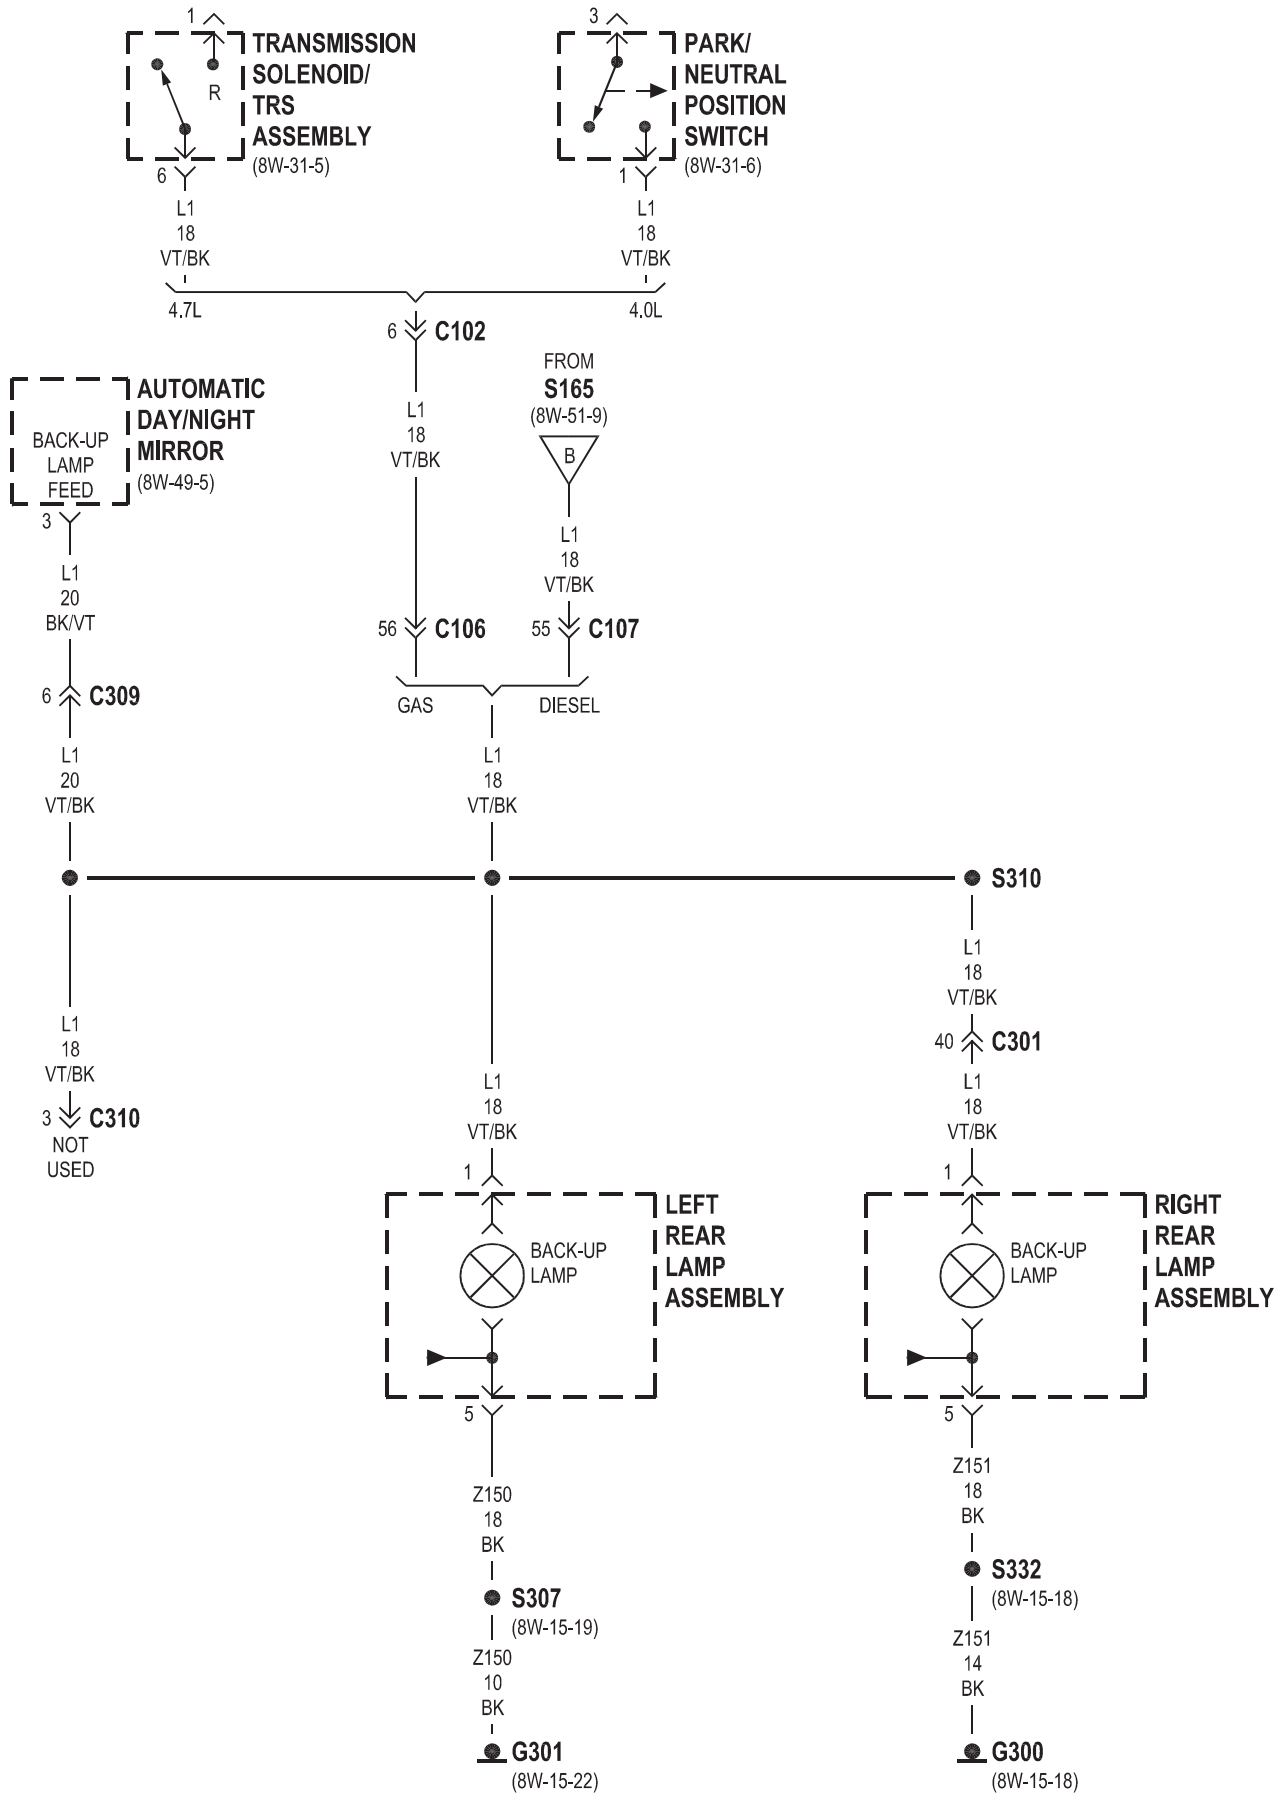 1
TRANSMISSION
SOLENOID/
TRS
ASSEMBLY
(8W-31-5)
R
6
L1
18
VT/BK
4.7L
3
PARK/
NEUTRAL
POSITION
SWITCH
(8W-31-6)
1
L1
18
VT/BK
4.0L
6 C102
L1
18
VT/BK
56 C106
GAS
FROM
S165
(8W-51-9)
B
L1
18
VT/BK
55 C107
DIESEL
AUTOMATIC
DAY/NIGHT
MIRROR
(8W-49-5)
BACK-UP
LAMP
FEED
3
L1
20
BK/VT
6 C309
L1
20
VT/BK
L1
18
VT/BK
S310
L1
18
VT/BK
3 C310
NOT
USED
L1
18
VT/BK
1
LEFT
REAR
LAMP
ASSEMBLY
BACK-UP
LAMP
5
Z150
18
BK
S307
(8W-15-19)
Z150
10
BK
G301
(8W-15-22)
L1
18
VT/BK
40 C301
L1
18
VT/BK
1
RIGHT
REAR
LAMP
ASSEMBLY
BACK-UP
LAMP
5
Z151
18
BK
S332
(8W-15-18)
Z151
14
BK
G300
(8W-15-18)